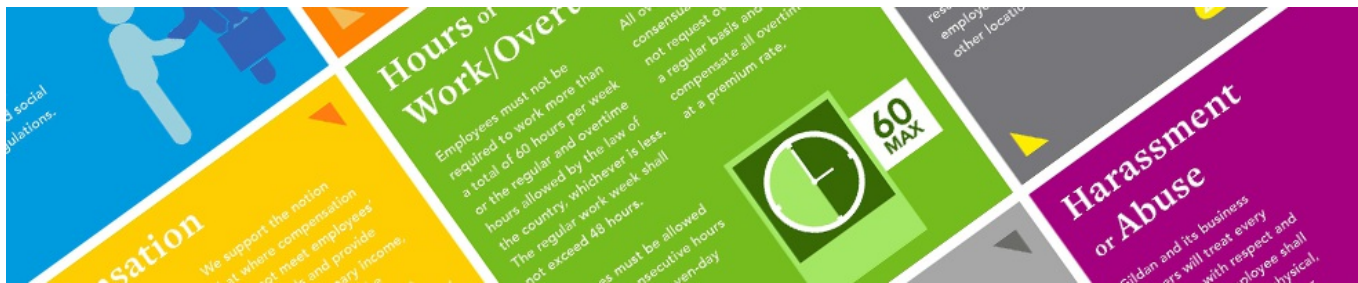 d social
gulations.
sation
We support the notion
at where compensation
not meet employees'
ds and provide
ary income,
Hours of
Work/Overt
Employees must not be
required to work more than
a total of 60 hours per week
or the regular and overtime
hours allowed by the law of
the country, whichever is less.
The regular work week shall
not exceed 48 hours.
es must be allowed
nsecutive hours
ven-day
All ov
consensua
not request ov
a regular basis and
compensate all overtim
at a premium rate.
60
MAX
employe
other locatio
Harassment
or Abuse
Gildan and its business
ers will treat every
with respect and
ployee shall
hysical,